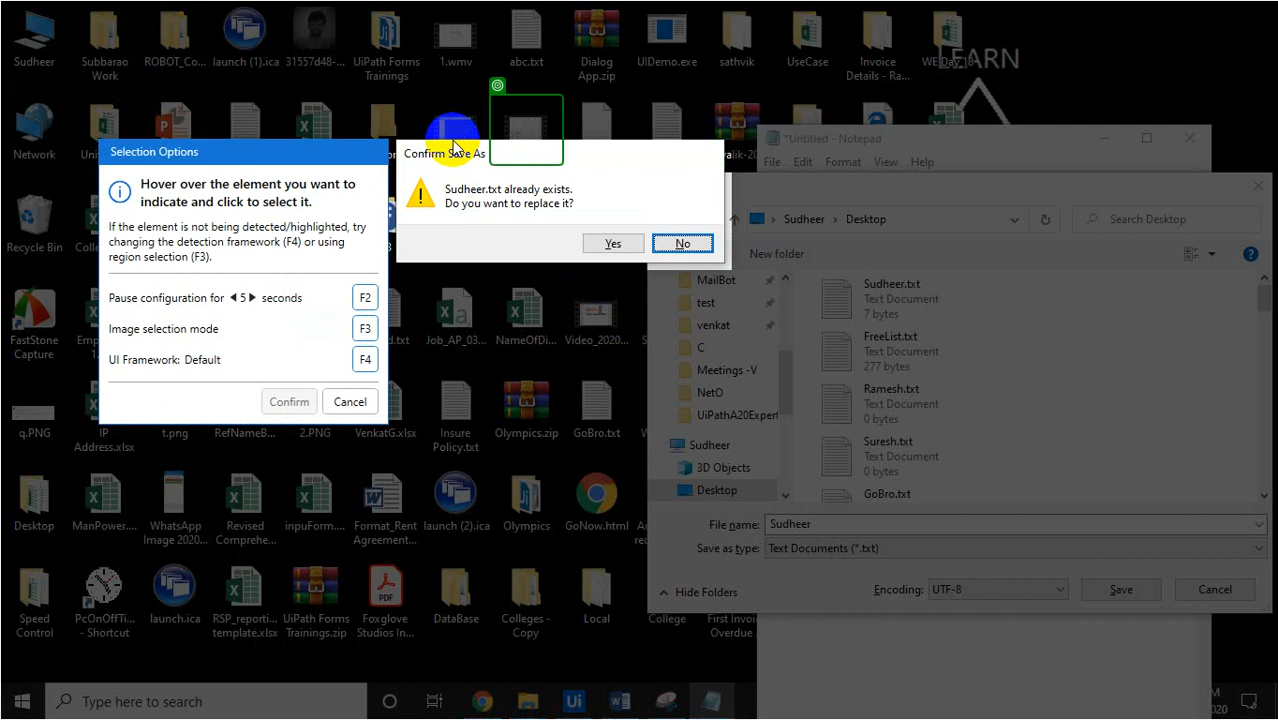 Sudheer
Subbarao
Work
ROBOT_Co...
launch (1).ica
31557d48-...
UiPath Forms
Trainings
1.wmv
abc.txt
Dialog
App.zip
UIDemo.exe
sathvik
UseCase
Invoice
Details - Ra...
WE Day 18
LEARN
Network
Selection Options
Hover over the element you want to
indicate and click to select it.
If the element is not being detected/highlighted, try
changing the detection framework (F4) or using
region selection (F3).
Pause configuration for
5
seconds
F2
Image selection mode
F3
UI Framework: Default
F4
Confirm
Cancel
Confirm Save As
Sudheer.txt already exists.
Do you want to replace it?
Yes
No
*Untitled - Notepad
File
Edit
Format
View
Help
Sudheer
Desktop
Search Desktop
New folder
MailBot
test
venkat
C
Meetings -V
NetO
UiPathA20Expert
Sudheer
3D Objects
Desktop
Sudheer.txt
Text Document
7 bytes
FreeList.txt
Text Document
277 bytes
Ramesh.txt
Text Document
Suresh.txt
Text Document
0 bytes
GoBro.txt
File name:
Sudheer
Save as type:
Text Documents (*.txt)
Hide Folders
Encoding:
UTF-8
Save
Cancel
Recycle Bin
FastStone
Capture
Job_AP_03...
NameOfDi...
Video_2020...
q.PNG
IP
Address.xlsx
t.png
RefNameB...
2.PNG
VenkatG.xlsx
Insure
Policy.txt
Olympics.zip
GoBro.txt
Desktop
ManPower....
WhatsApp
Image 2020...
Revised
Comprehe...
inpuForm....
Format_Rent
Agreement...
launch (2).ica
Olympics
GoNow.html
Speed
Control
PcOnOffTi...
- Shortcut
launch.ica
RSP_reporti...
template.xlsx
UiPath Forms
Trainings.zip
Foxglove
Studios In...
DataBase
Colleges -
Copy
Local
College
First Invoi...
Overdue ...
Type here to search